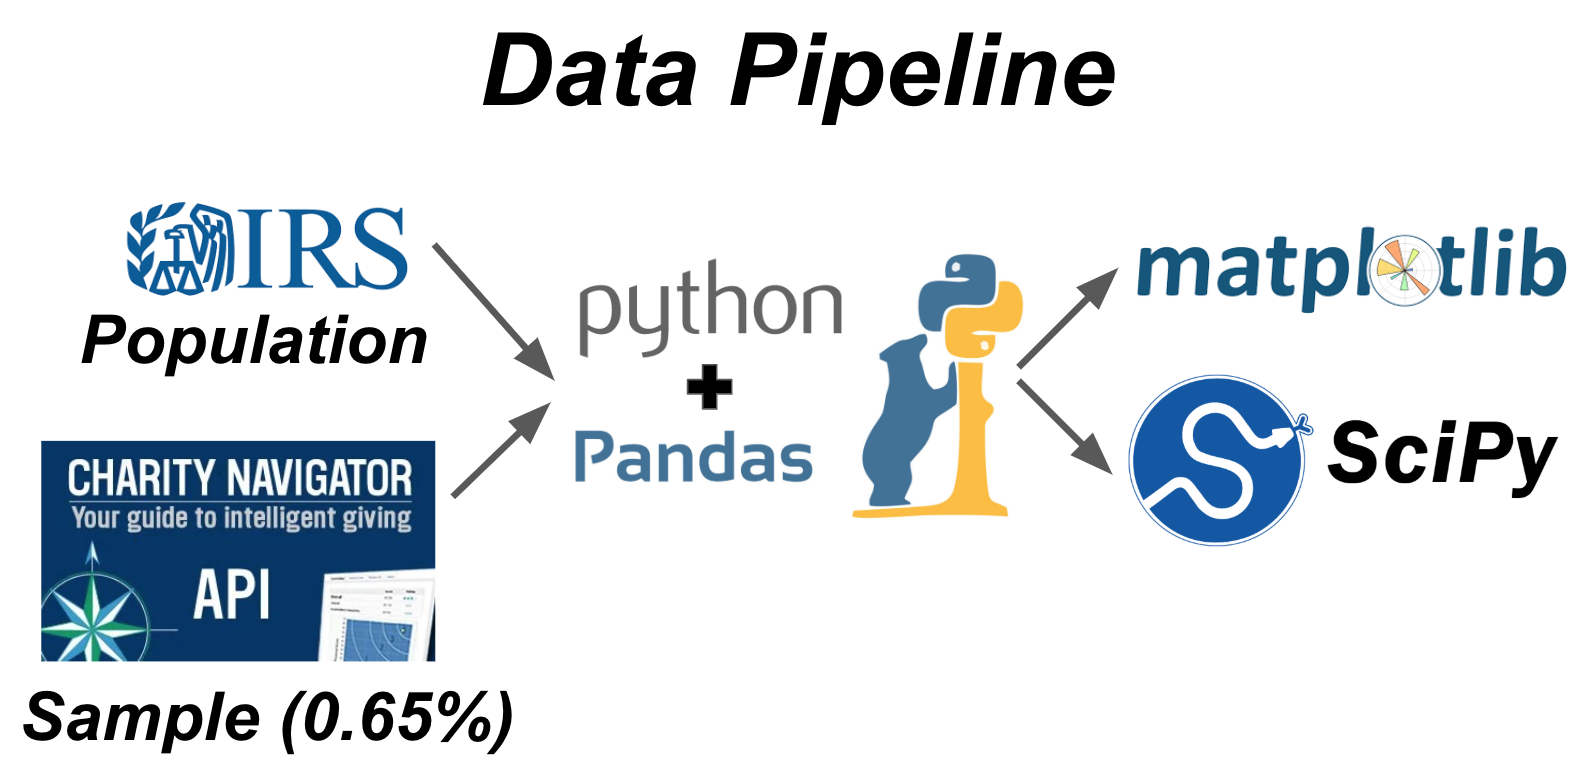 Data Pipeline
IRS
Population
CHARITY NAVIGATOR
Your guide to intelligent giving
API
Sample (0.65%)
python
Pandas
matplotlib
SciPy